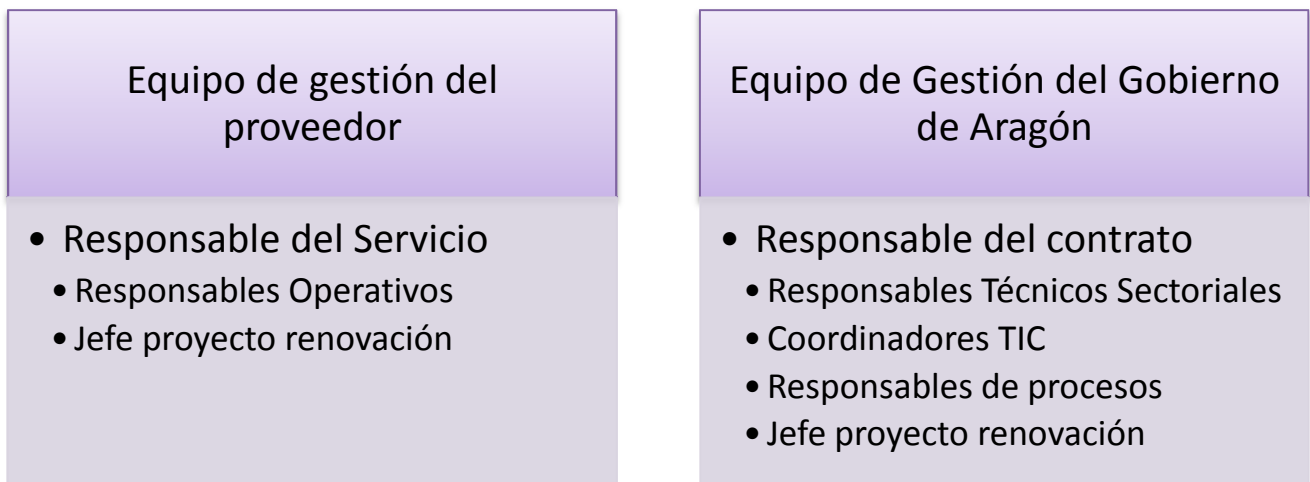 Equipo de gestión del
proveedor
• Responsable del Servicio
• Responsables Operativos
• Jefe proyecto renovación
Equipo de Gestión del Gobierno
de Aragón
• Responsable del contrato
• Responsables Técnicos Sectoriales
• Coordinadores TIC
• Responsables de procesos
• Jefe proyecto renovación